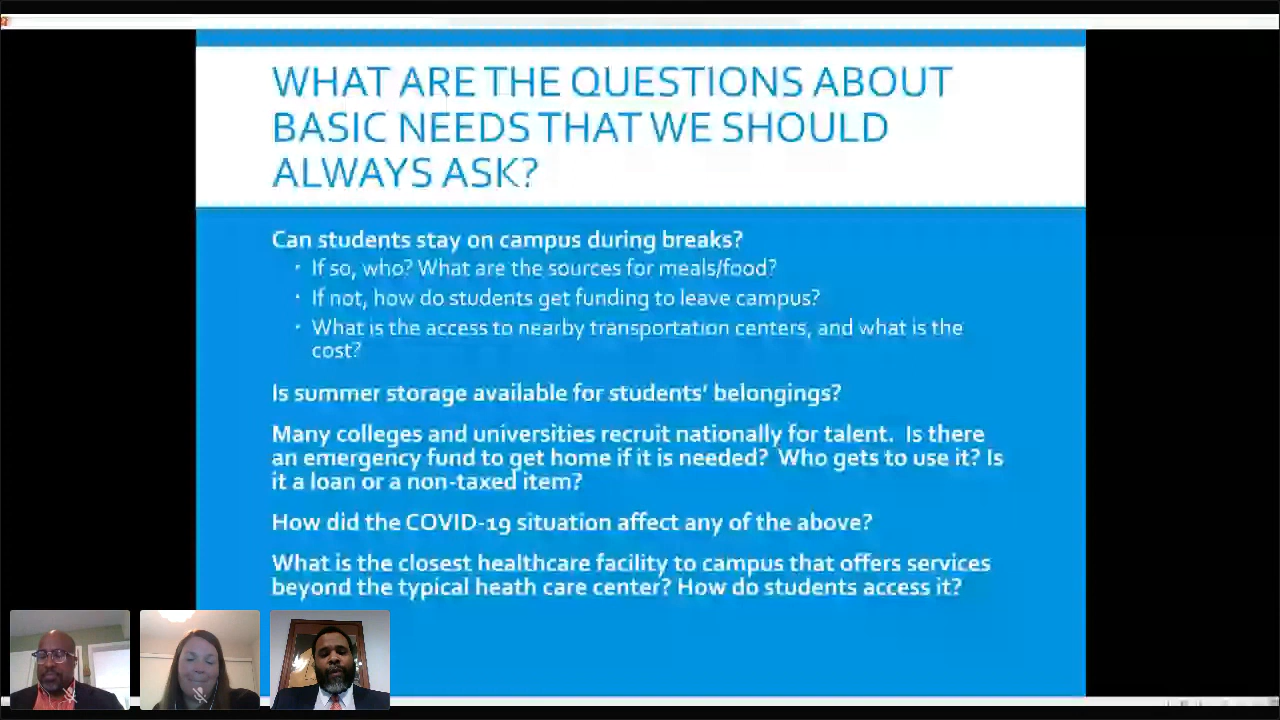 WHAT ARE THE QUESTIONS ABOUT
BASIC NEEDS THAT WE SHOULD
ALWAYS ASK?
Can students stay on campus during breaks?
· If so, who? What are the sources for meals/food?
· If not, how do students get funding to leave campus?
· What is the access to nearby transportation centers, and what is the
cost?
Is summer storage available for students' belongings?
Many colleges and universities recruit nationally for talent. Is there
an emergency fund to get home if it is needed? Who gets to use it? Is
it a loan or a non-taxed item?
How did the COVID-19 situation affect any of the above?
What is the closest healthcare facility to campus that offers services
beyond the typical heath care center? How do students access it?